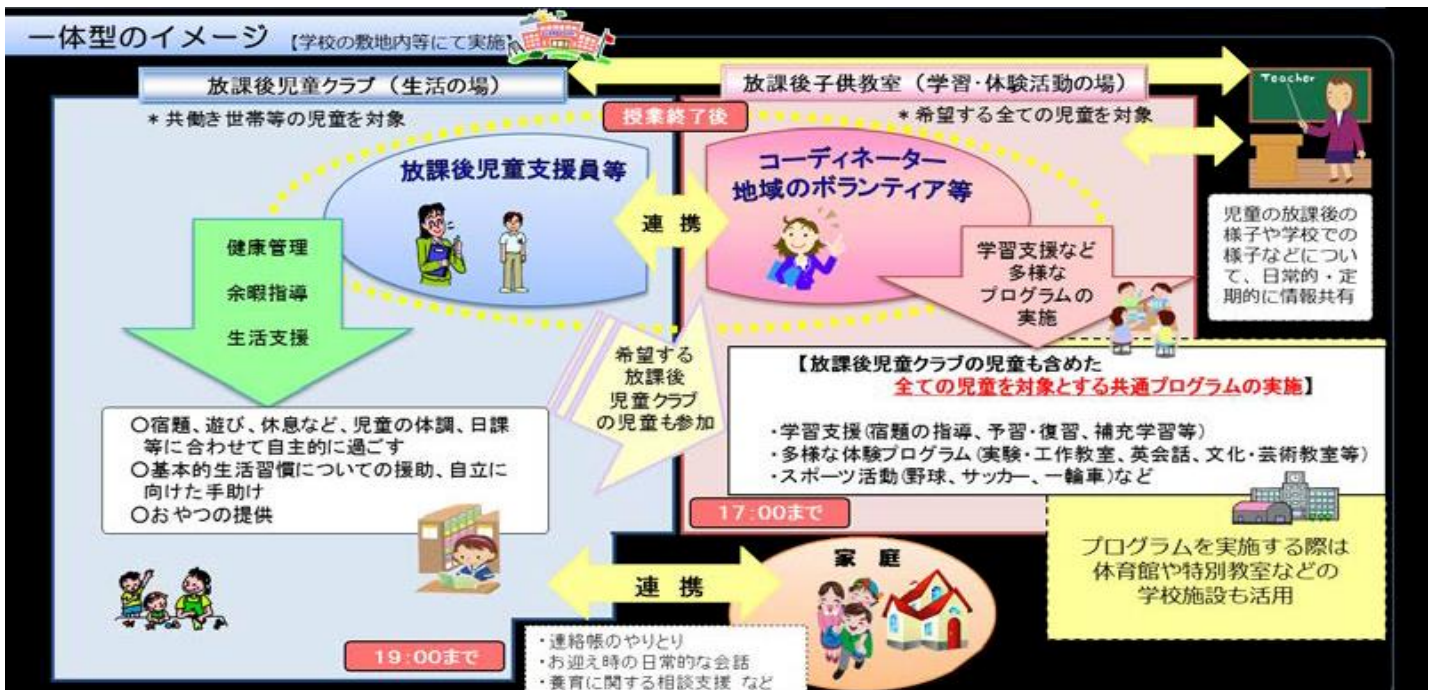 一体型のイメージ 【学校の敷地内等にて実施】
放課後児童クラブ（生活の場）
＊共働き世帯等の児童を対象
放課後子供教室（学習・体験活動の場）
＊希望する全ての児童を対象
授業終了後
Teacher
放課後児童支援員等
連 携
コーディネーター
地域のボランティア等
児童の放課後の
様子や学校での
様子などについ
て、日常的・定
期的に情報共有
健康管理
余暇指導
生活支援
学習支援など
多様な
プログラムの
実施
希望する
放課後
児童クラブ
の児童も参加
【放課後児童クラブの児童も含めた
全ての児童を対象とする共通プログラムの実施】
・学習支援（宿題の指導、予習・復習、補充学習等）
・多様な体験プログラム（実験・工作教室、英会話、文化・芸術教室等）
・スポーツ活動（野球、サッカー、一輪車）など
○宿題、遊び、休息など、児童の体調、日課
等に合わせて自主的に過ごす
○基本的生活習慣についての援助、自立に
向けた手助け
○おやつの提供
17:00まで
プログラムを実施する際は
体育館や特別教室などの
学校施設も活用
家 庭
連 携
19:00まで
・連絡帳のやりとり
・お迎え時の日常的な会話
・養育に関する相談支援 など